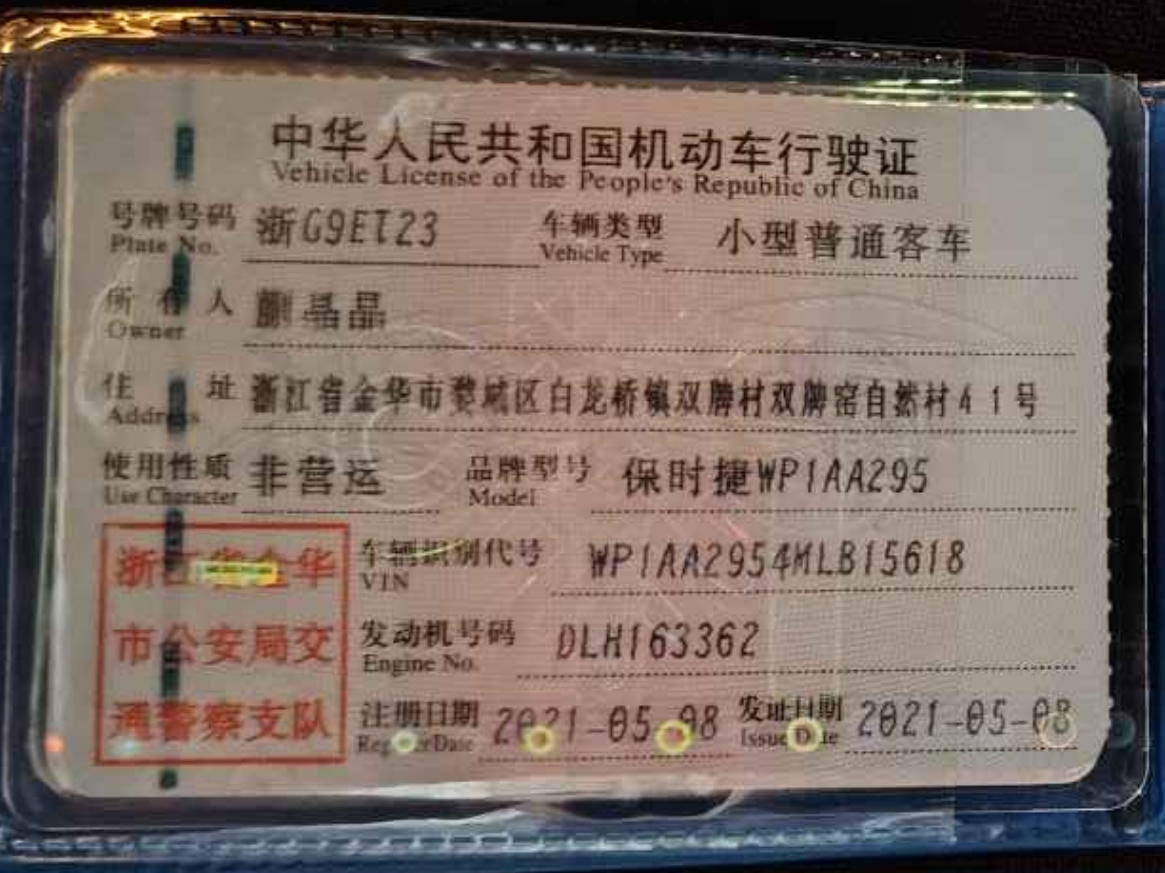 中华人民共和国机动车行驶证
Vehicle License of the People's Republic of China
号牌号码 浙G9ET23 车辆类型 小型普通客车
Plate No. Vehicle Type
所有人 晶晶
Owner
住址 浙江省金华市婺城区白龙桥镇双牌村双牌窑自然村41号
Address
使用性质 非营运 品牌型号 保时捷WP1AA295
Use Character Model
浙江省金华 车辆识别代号 WP1AA2954MLB15618
VIN
市公安局交 发动机号码 DLH163362
Engine No.
通警察支队 注册日期 2021-05-08 发证日期 2021-05-08
Register Date Issue Date